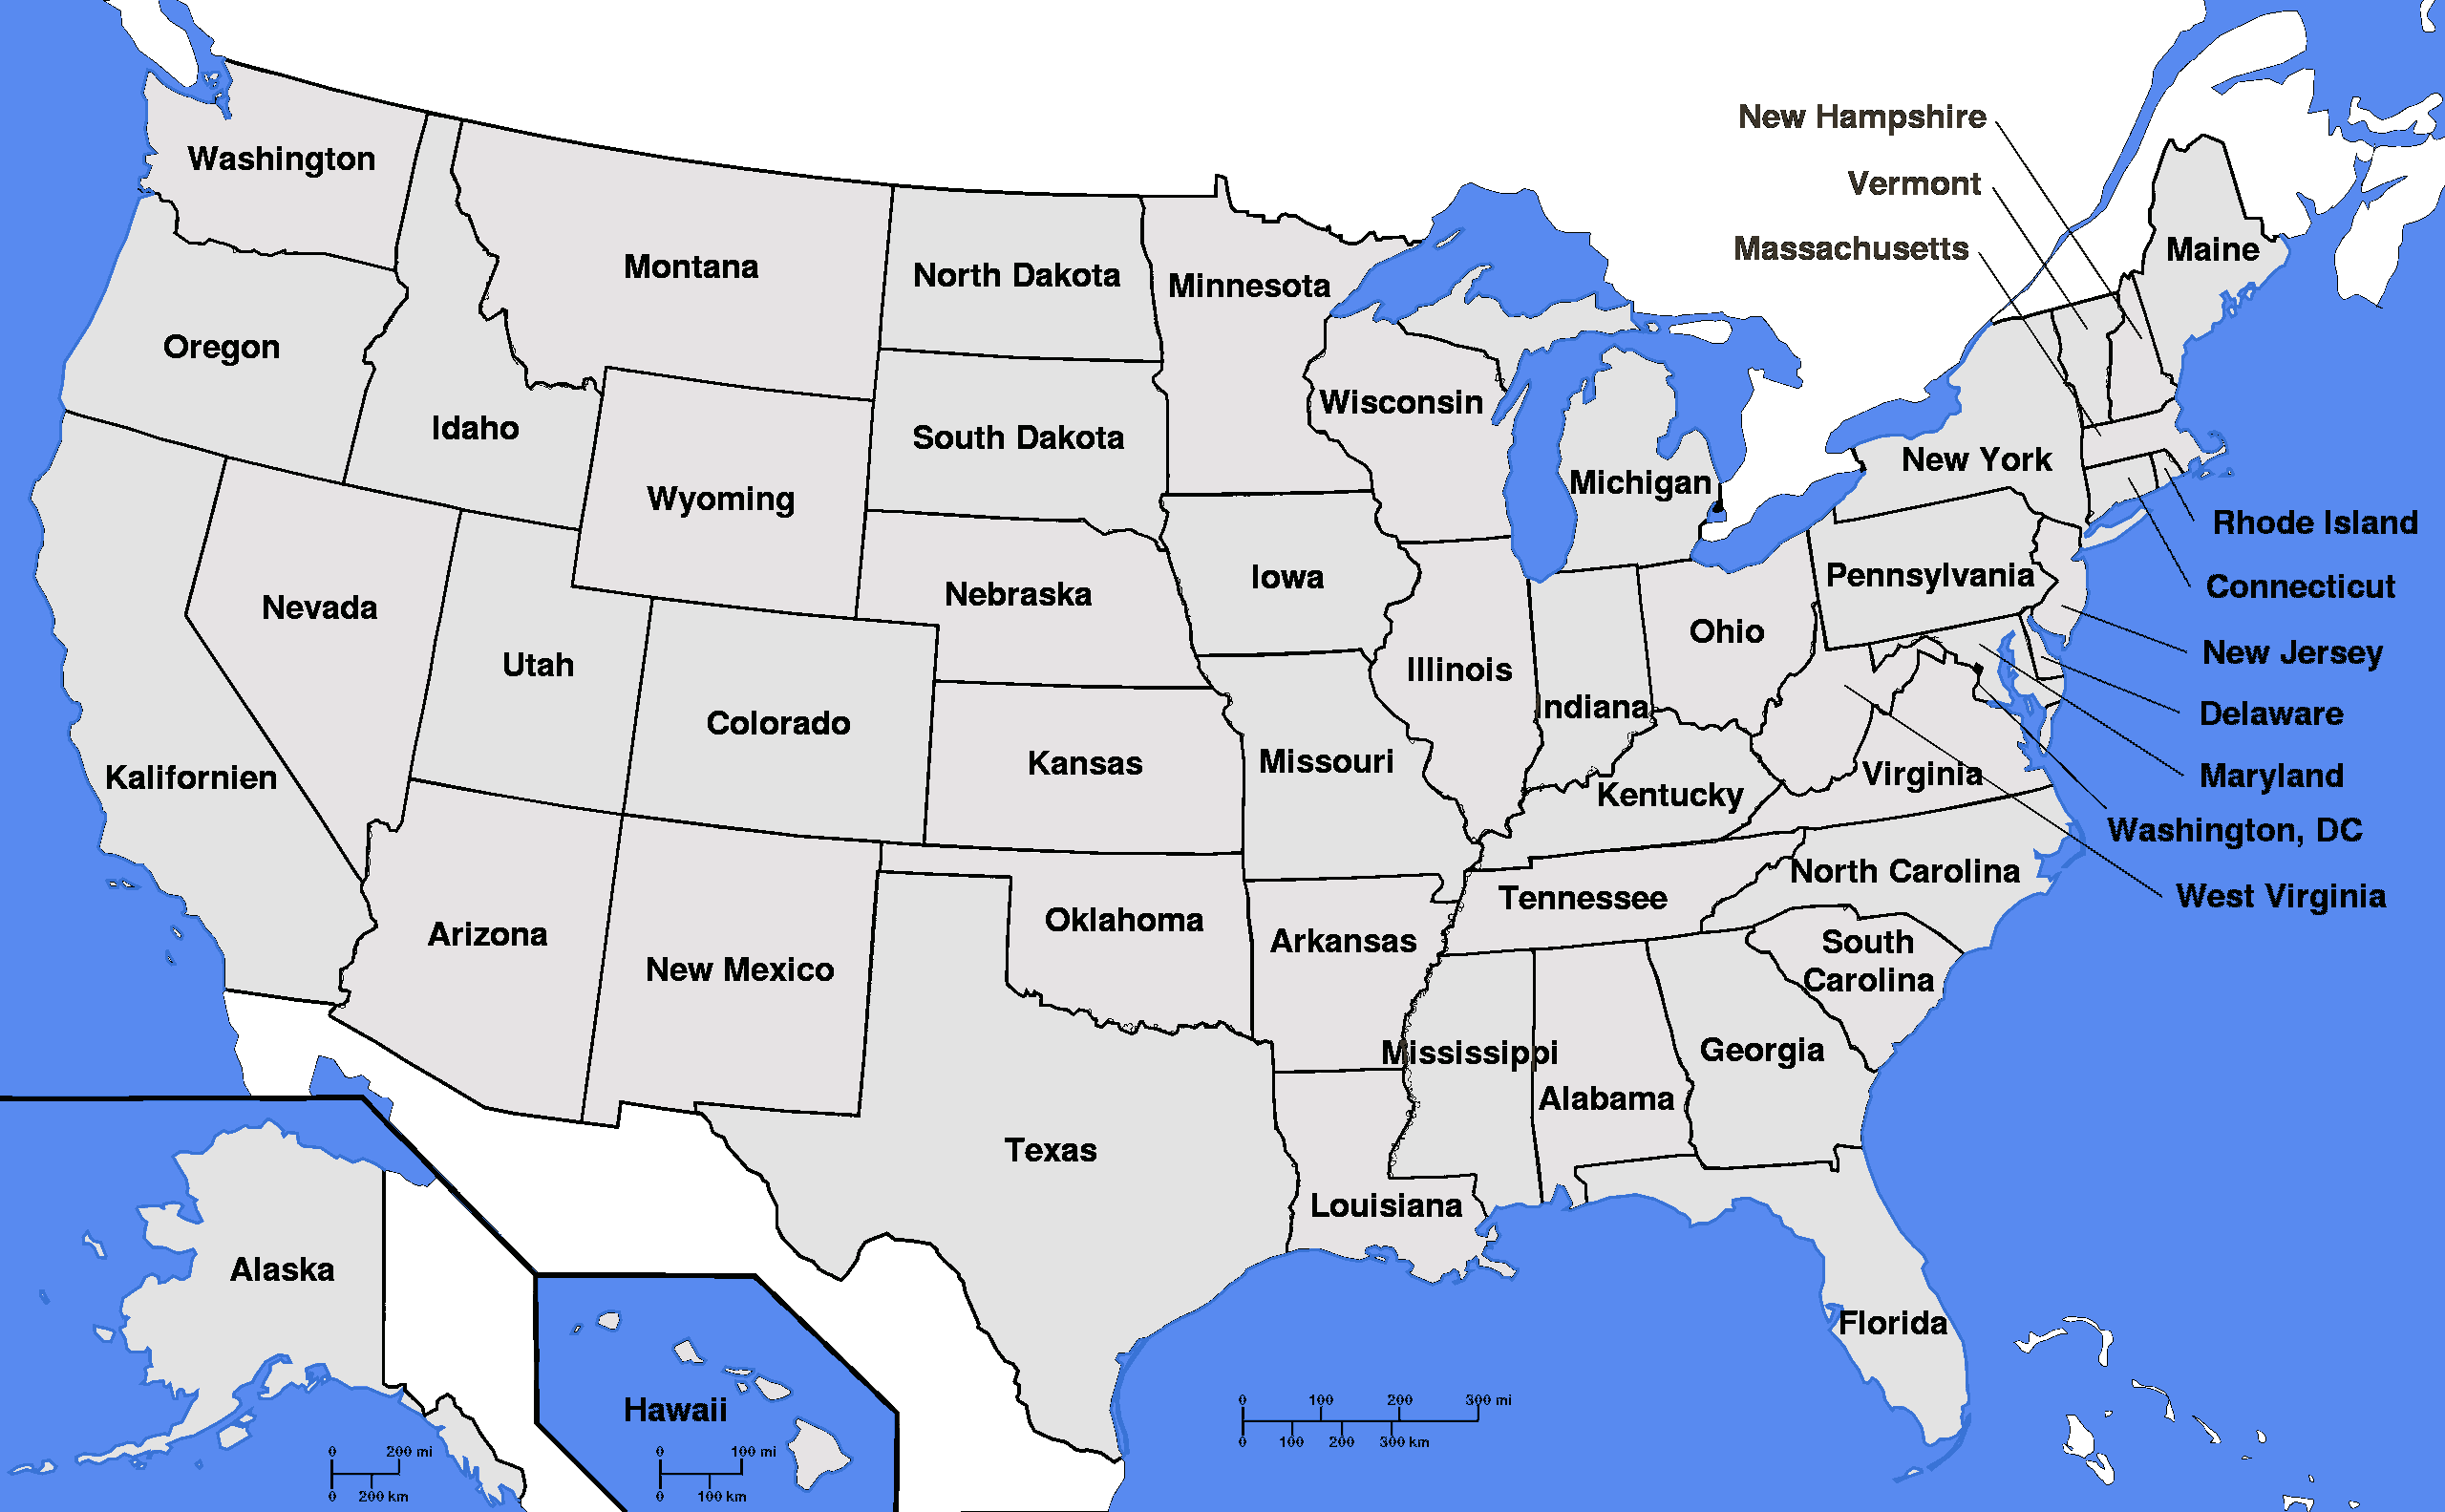 New Hampshire
Vermont
Massachusetts
Washington
Montana
North Dakota
Minnesota
Maine
Oregon
Idaho
Wyoming
South Dakota
Wisconsin
Michigan
New York
Rhode Island
Connecticut
New Jersey
Delaware
Maryland
Washington, DC
West Virginia
Nevada
Utah
Colorado
Nebraska
Iowa
Illinois
Indiana
Ohio
Pennsylvania
Kalifornien
Kansas
Missouri
Kentucky
Virginia
Arizona
New Mexico
Oklahoma
Arkansas
Tennessee
North Carolina
South
Carolina
Texas
Louisiana
Mississippi
Alabama
Georgia
Florida
Alaska
Hawaii
0 200 mi
0 200 km
0 100 mi
0 100 km
0 100 200 300 mi
0 100 200 300 km